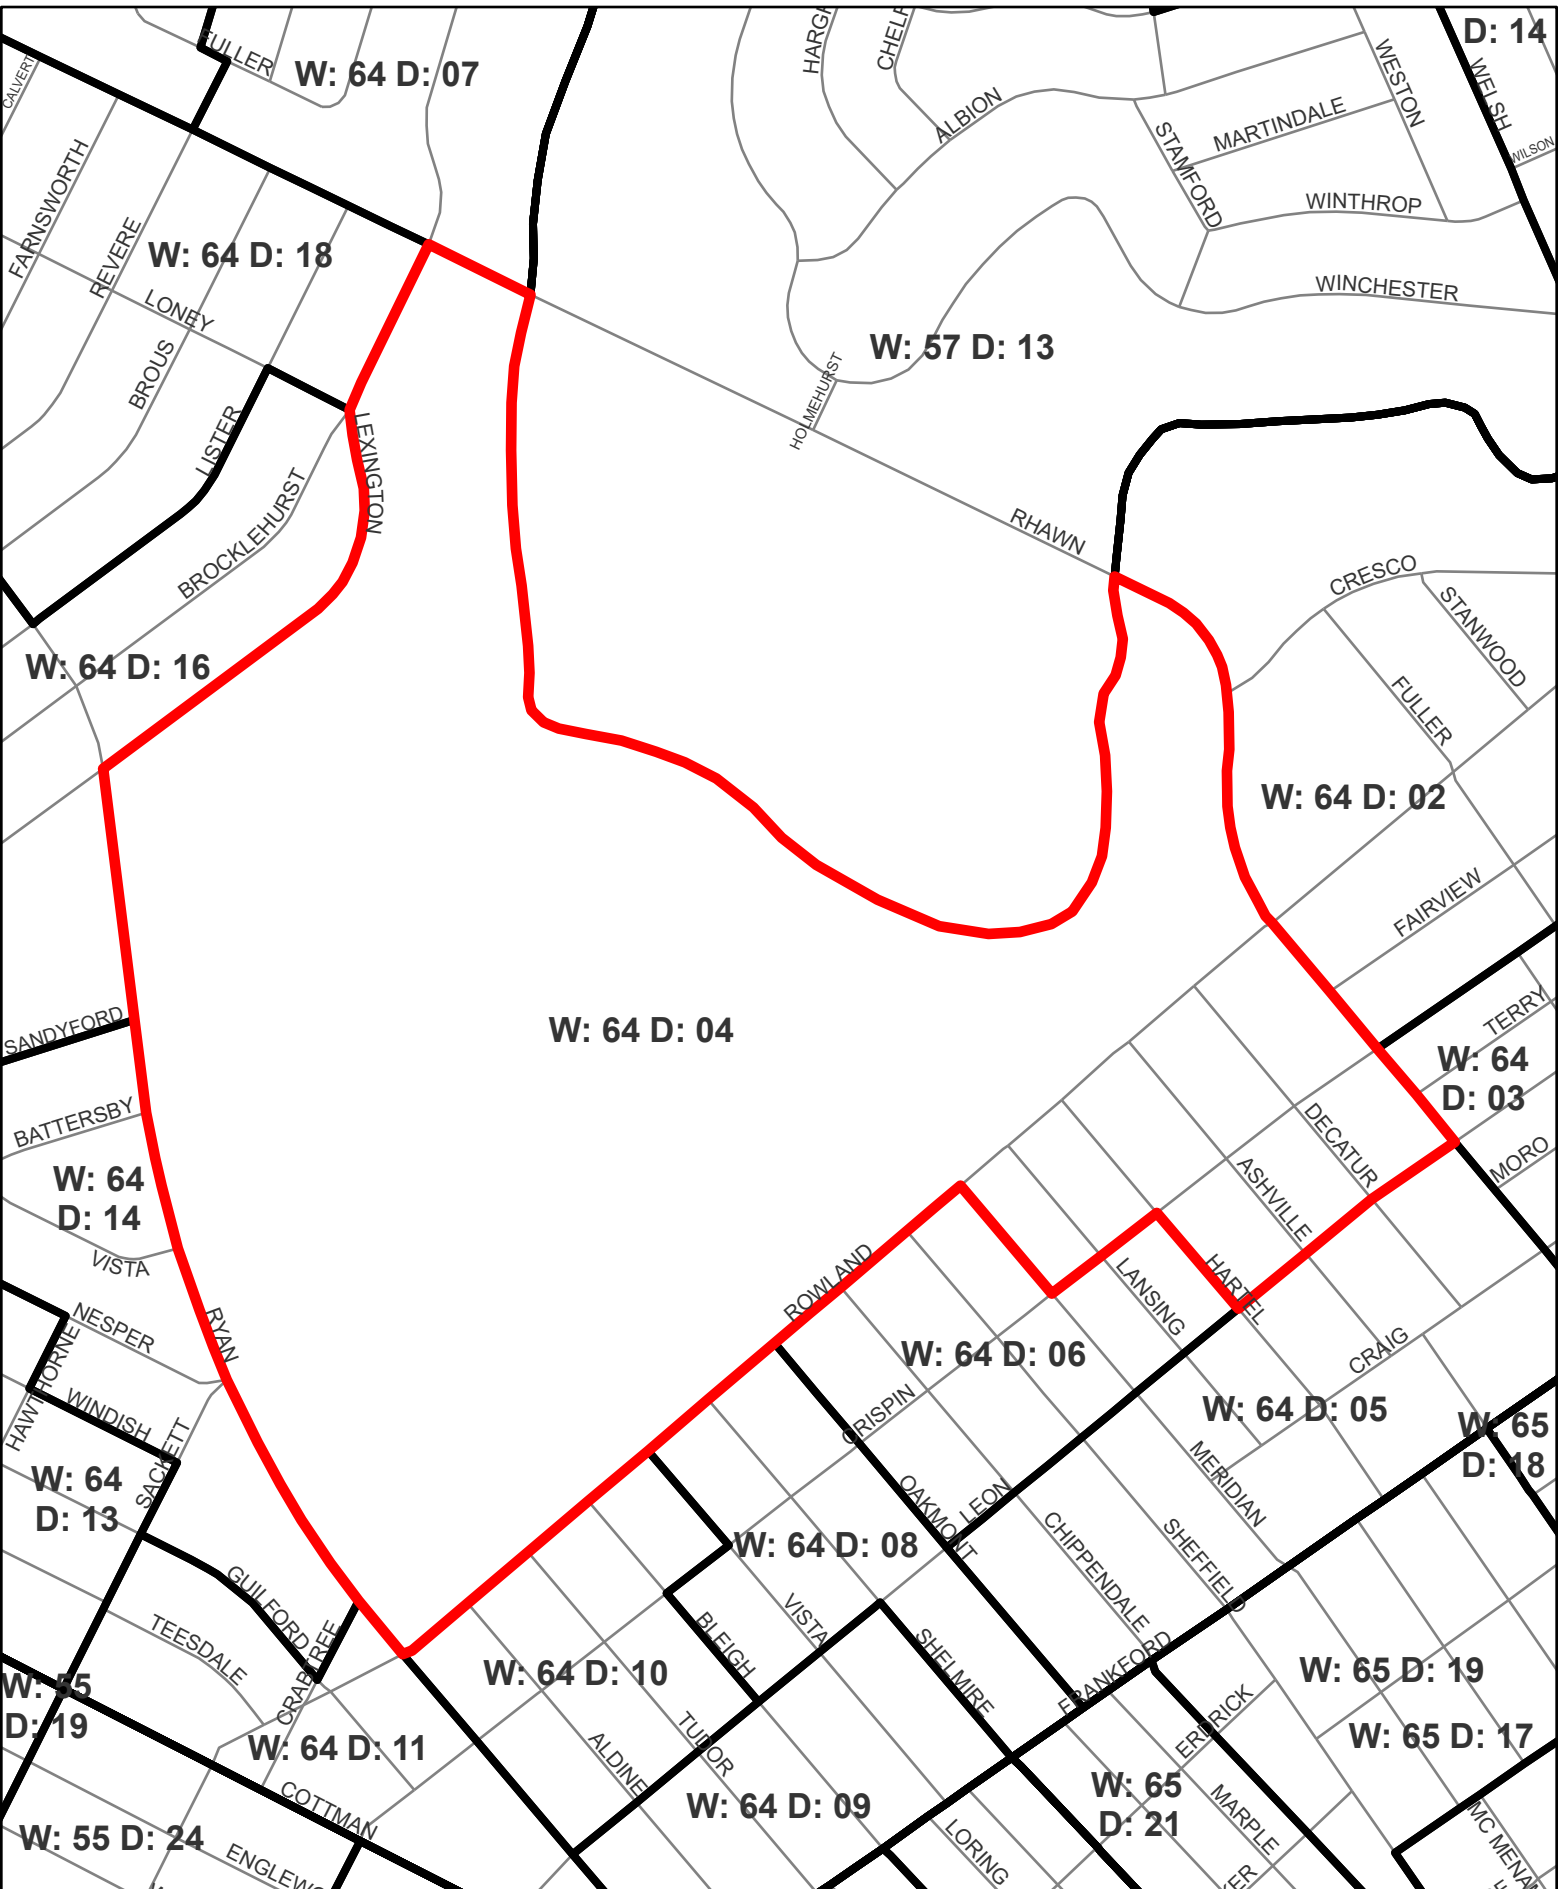 D: 14
FULLER
W: 64 D: 07
CALVERT
WESTON
WELSH
ALBION
MARTINDALE
STAMFORD
WILSON
FARNSWORTH
REVERE
W: 64 D: 18
WINTHROP
LONEY
WINCHESTER
BROUS
W: 57 D: 13
HOLMEHURST
LISTER
LEXINGTON
BROCKLEHURST
RHAWN
CRESCO
STANWOOD
W: 64 D: 16
FULLER
W: 64 D: 02
FAIRVIEW
SANDYFORD
W: 64 D: 04
TERRY
W: 64
D: 03
BATTERSBY
DECATUR
MORO
W: 64
D: 14
ASHVILLE
VISTA
ROWLAND
HARTEL
LANSING
NESPER
RYAN
HAWTHORNE
W: 64 D: 06
CRAIG
WINDISH
CRISPIN
W: 64 D: 05
SACKETT
W: 65
D: 18
W: 64
D: 13
MERIDIAN
OAKMONT
LEON
W: 64 D: 08
CHIPPENDALE
SHEFFIELD
GUILFORD
VISTA
TEESDALE
CRABTREE
BLEIGH
SHELMIRE
FRANKFORD
W: 64 D: 10
W: 65 D: 19
W: 55
D: 19
ERDRICK
W: 64 D: 11
TUDOR
ALDINE
W: 65 D: 17
COTTMAN
W: 64 D: 09
W: 65
D: 21
MARPLE
W: 55 D: 24
LORING